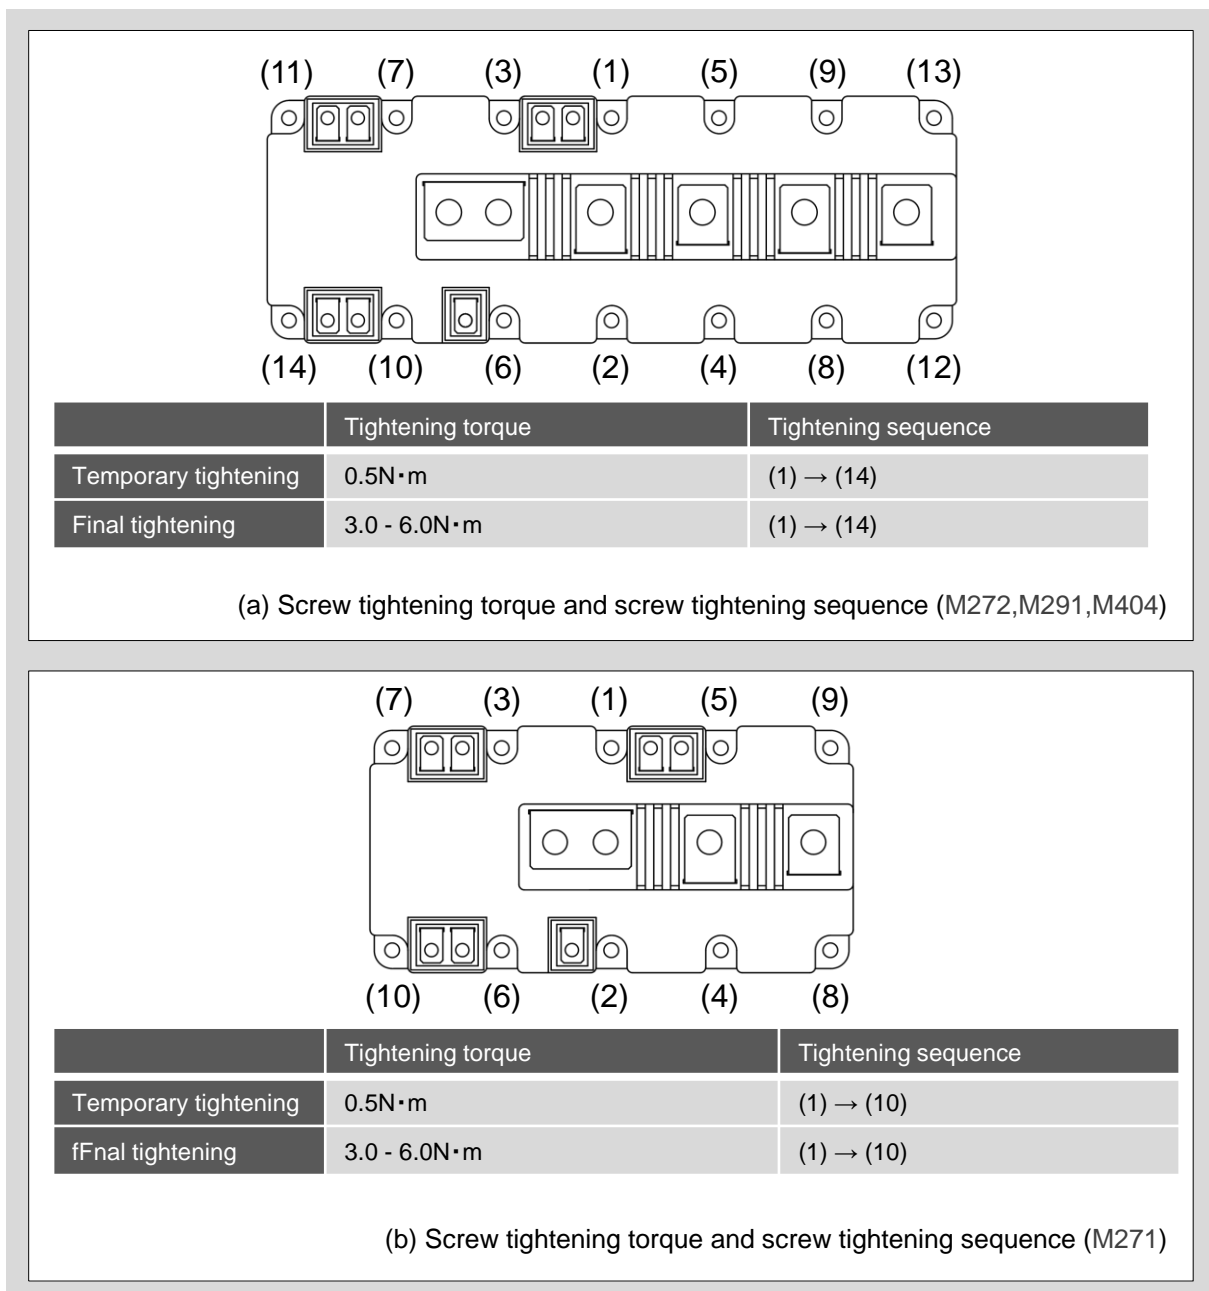 (11) (7) (3) (1) (5) (9) (13)
(14) (10) (6) (2) (4) (8) (12)
Tightening torque Tightening sequence
Temporary tightening 0.5N・m (1) → (14)
Final tightening 3.0 - 6.0N・m (1) → (14)
(a) Screw tightening torque and screw tightening sequence (M272,M291,M404)
(7) (3) (1) (5) (9)
(10) (6) (2) (4) (8)
Tightening torque Tightening sequence
Temporary tightening 0.5N・m (1) → (10)
fFnal tightening 3.0 - 6.0N・m (1) → (10)
(b) Screw tightening torque and screw tightening sequence (M271)